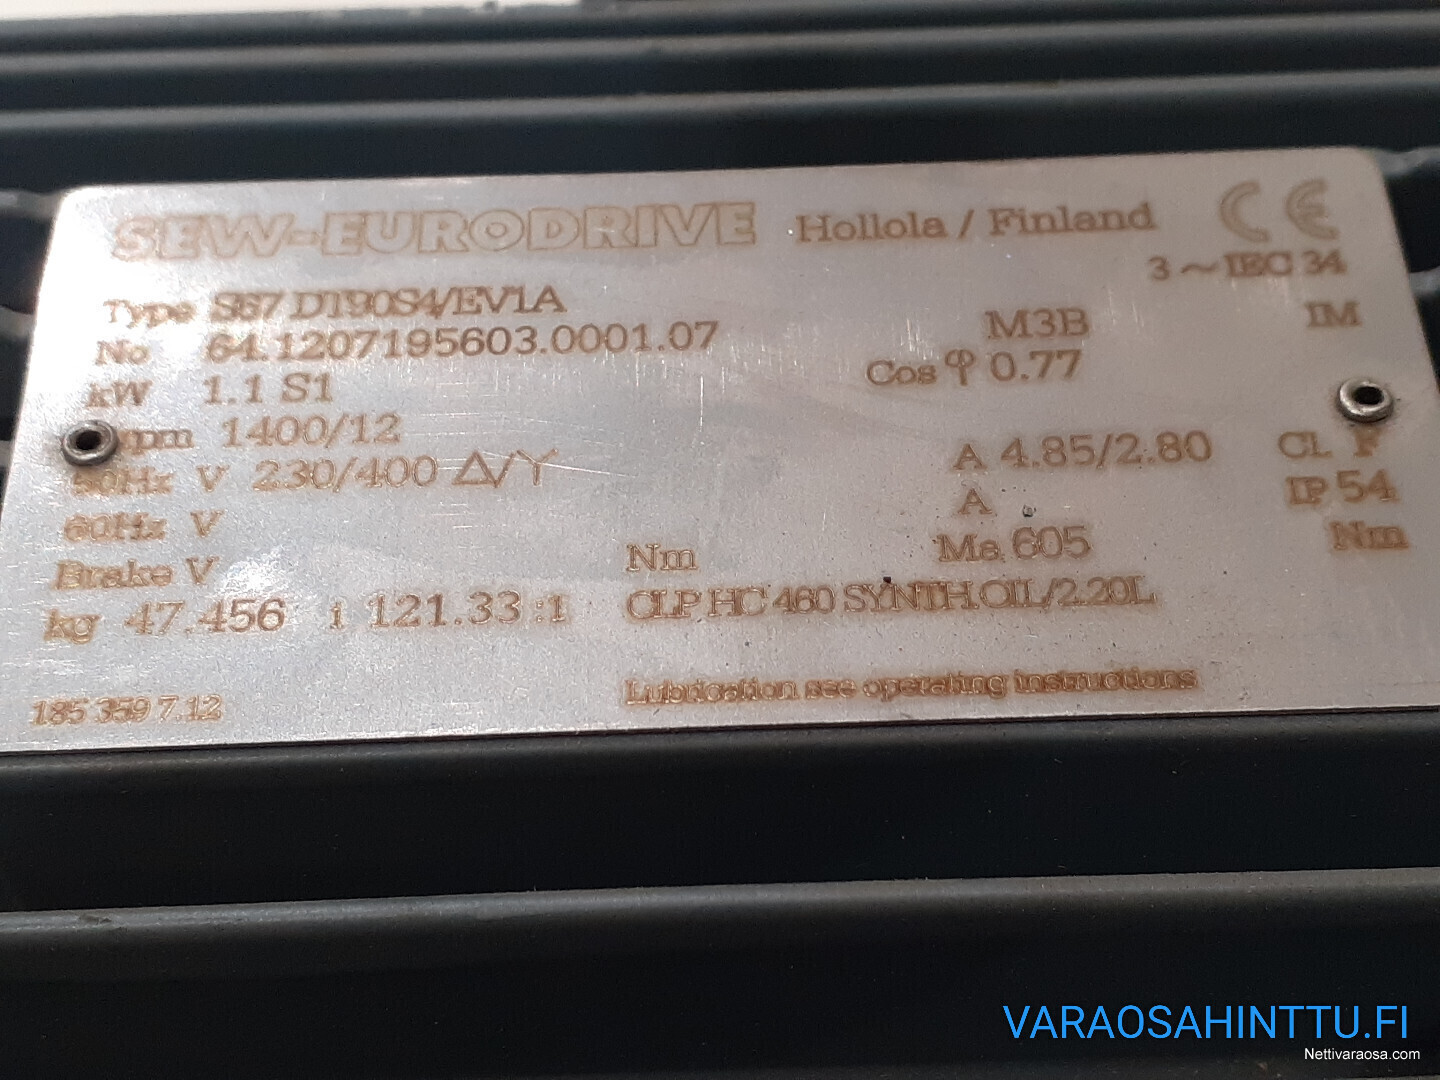 SEW-EURODRIVE Hollola / Finland CE
3 ~ IEC 34
Type S67 DT90S4/EV1A M3B IM
No 64.1207195603.0001.07
kW 1.1 S1 Cos φ 0.77
rpm 1400/12
50Hz V 230/400 Δ/Y A 4.85/2.80 CL F
60Hz V A IP 54
Brake V Nm Ma 605 Nm
kg 47.456 i 121.33 :1 CLP HC 460 SYNTH.OIL/2.20L
185 359 7.12 Lubrication see operating instructions
VARAOSAHINTTU.FI
Nettivaraosa.com